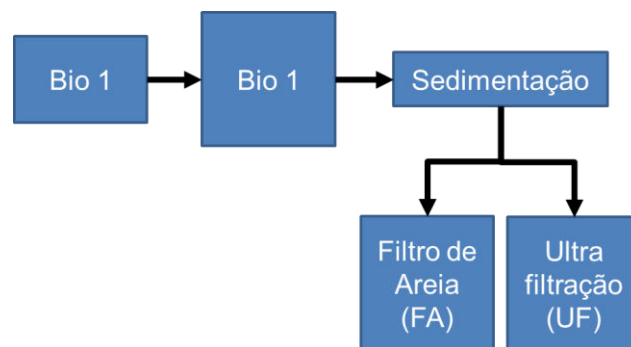 Bio 1
Bio 1
Sedimentação
Filtro de
Areia
(FA)
Ultra
filtração
(UF)